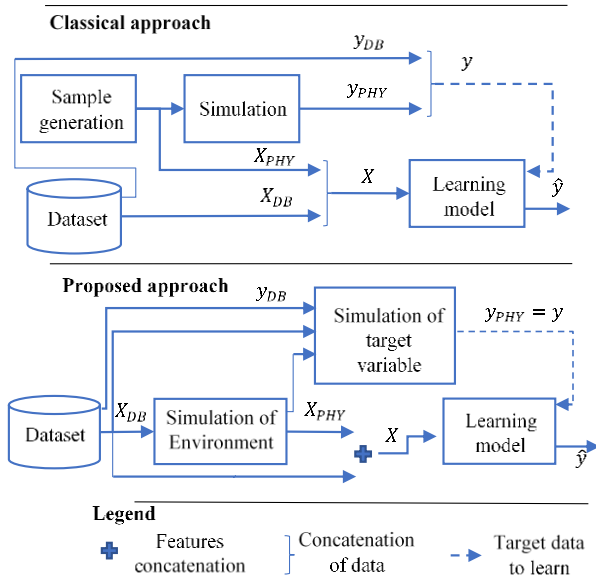 Classical approach
y_DB
y
Sample
generation
Simulation
y_PHY
X_PHY
X_DB
X
Dataset
Learning
model
ŷ
Proposed approach
y_DB
Simulation of
target
variable
y_PHY = y
Dataset
X_DB
Simulation of
Environment
X_PHY
X
Learning
model
ŷ
Legend
Features
concatenation
Concatenation
of data
Target data
to learn